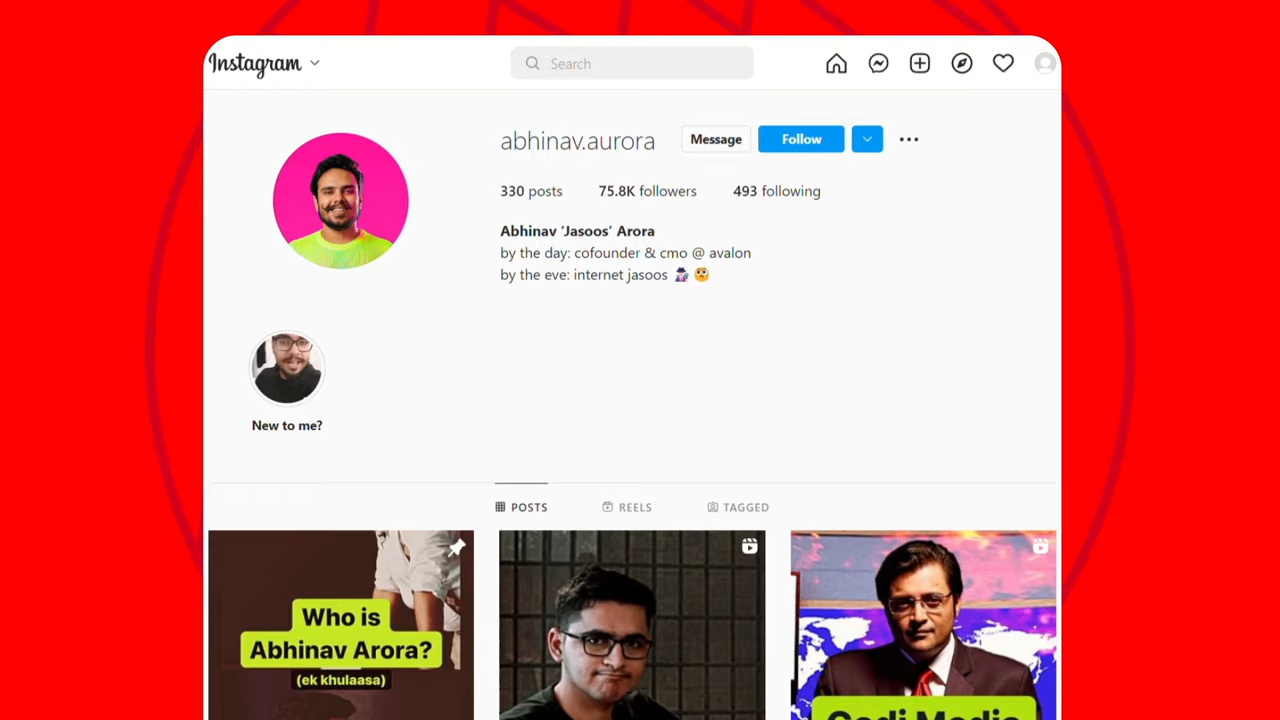 Instagram
Search
abhinav.aurora
Message
Follow
330 posts
75.8K followers
493 following
Abhinav ‘Jasoos’ Arora
by the day: cofounder & cmo @ avalon
by the eve: internet jasoos
New to me?
POSTS
REELS
TAGGED
Who is
Abhinav Arora?
(ek khulaasa)
Godi Media